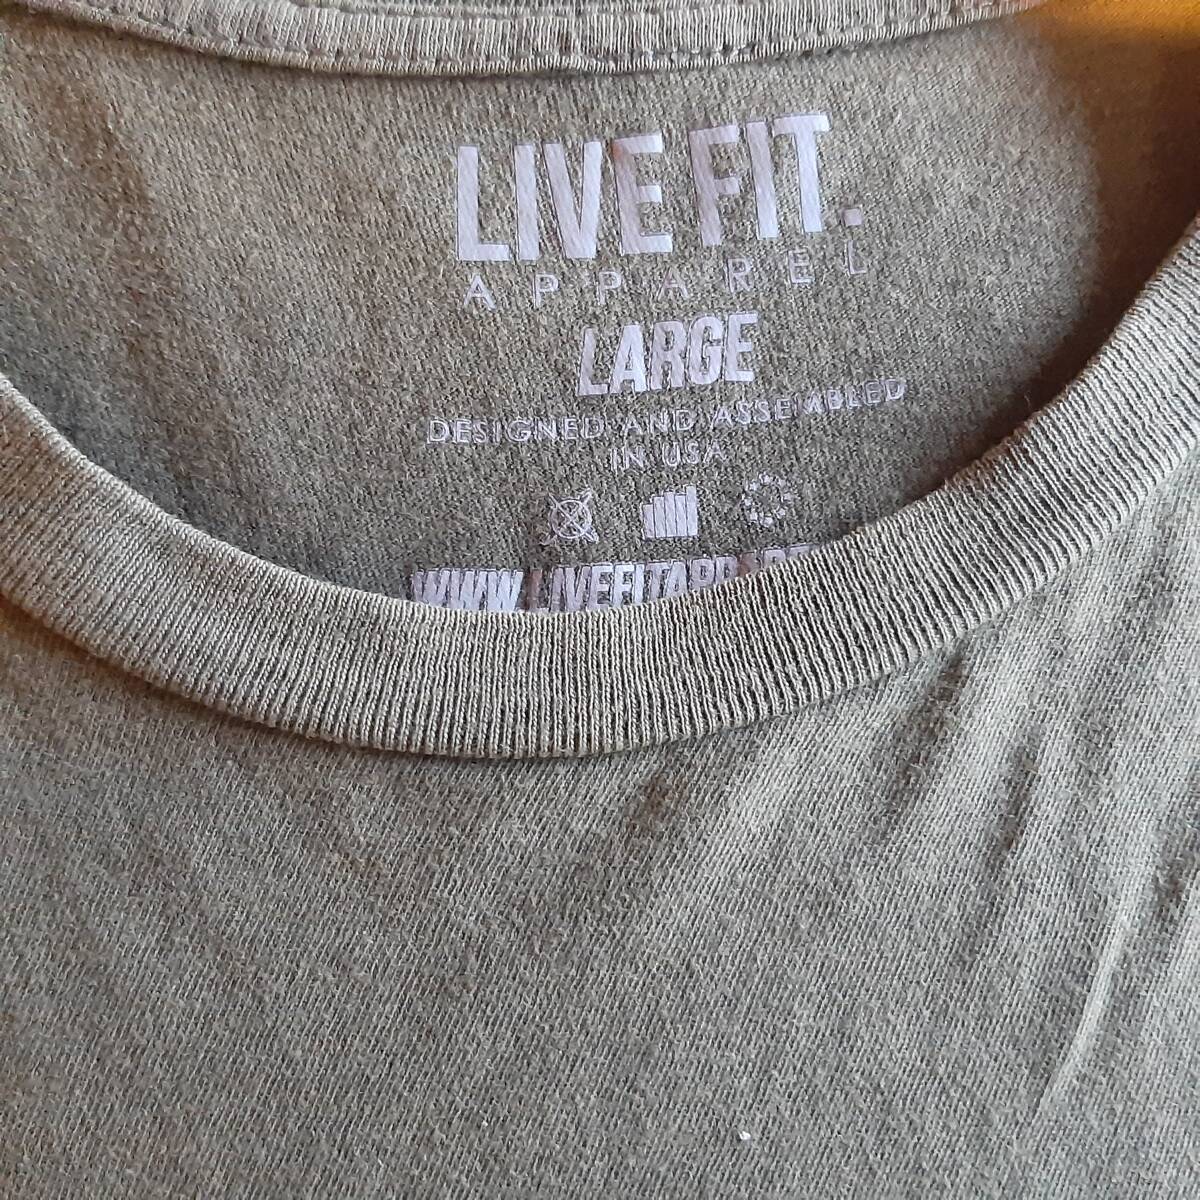 LIVE FIT.
APPAREL
LARGE
DESIGNED AND ASSEMBLED
IN USA